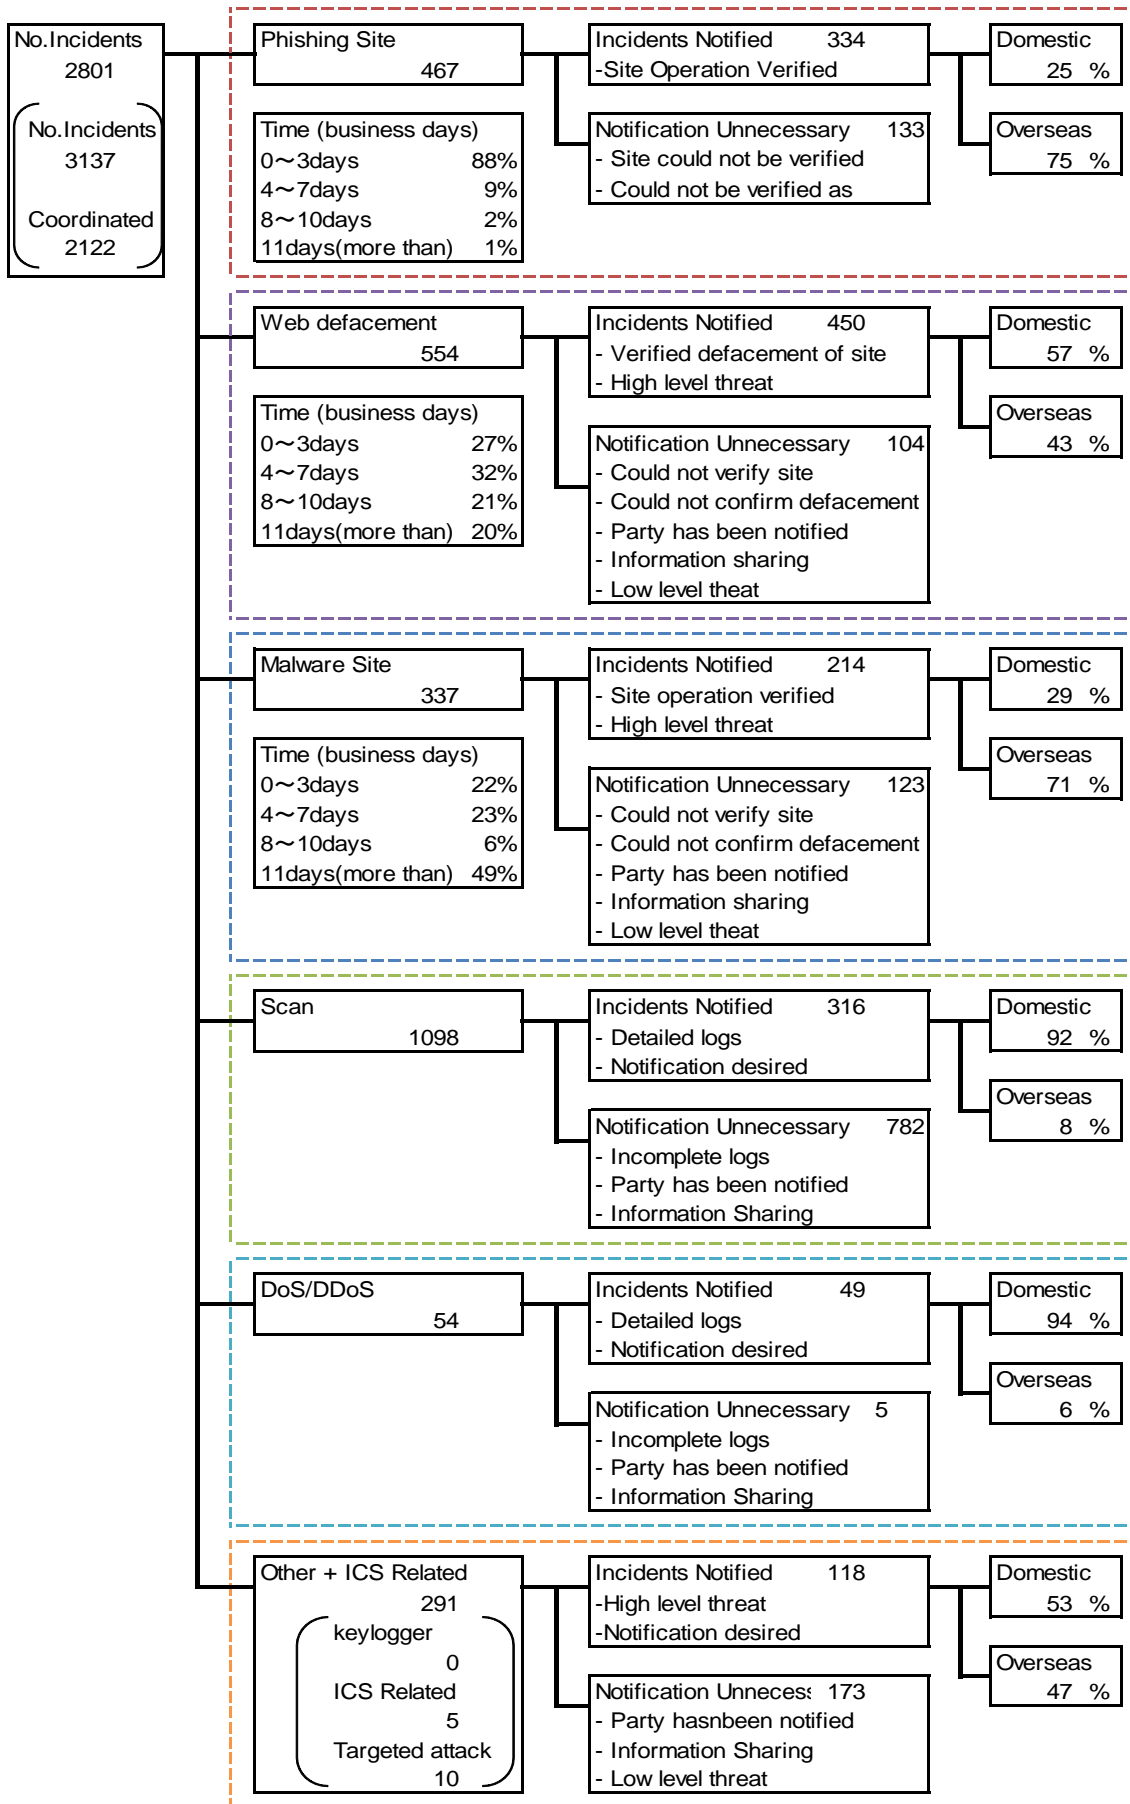 No.Incidents
2801
No.Incidents
3137
Coordinated
2122
Phishing Site
467
Time (business days)
0～3days 88%
4～7days 9%
8～10days 2%
11days(more than) 1%
Incidents Notified 334
-Site Operation Verified
Notification Unnecessary 133
- Site could not be verified
- Could not be verified as
Domestic
25 %
Overseas
75 %
Web defacement
554
Time (business days)
0～3days 27%
4～7days 32%
8～10days 21%
11days(more than) 20%
Incidents Notified 450
- Verified defacement of site
- High level threat
Notification Unnecessary 104
- Could not verify site
- Could not confirm defacement
- Party has been notified
- Information sharing
- Low level theat
Domestic
57 %
Overseas
43 %
Malware Site
337
Time (business days)
0～3days 22%
4～7days 23%
8～10days 6%
11days(more than) 49%
Incidents Notified 214
- Site operation verified
- High level threat
Notification Unnecessary 123
- Could not verify site
- Could not confirm defacement
- Party has been notified
- Information sharing
- Low level theat
Domestic
29 %
Overseas
71 %
Scan
1098
Incidents Notified 316
- Detailed logs
- Notification desired
Notification Unnecessary 782
- Incomplete logs
- Party has been notified
- Information Sharing
Domestic
92 %
Overseas
8 %
DoS/DDoS
54
Incidents Notified 49
- Detailed logs
- Notification desired
Notification Unnecessary 5
- Incomplete logs
- Party has been notified
- Information Sharing
Domestic
94 %
Overseas
6 %
Other + ICS Related
291
keylogger
0
ICS Related
5
Targeted attack
10
Incidents Notified 118
-High level threat
-Notification desired
Notification Unneces 173
- Party hasnbeen notified
- Information Sharing
- Low level threat
Domestic
53 %
Overseas
47 %